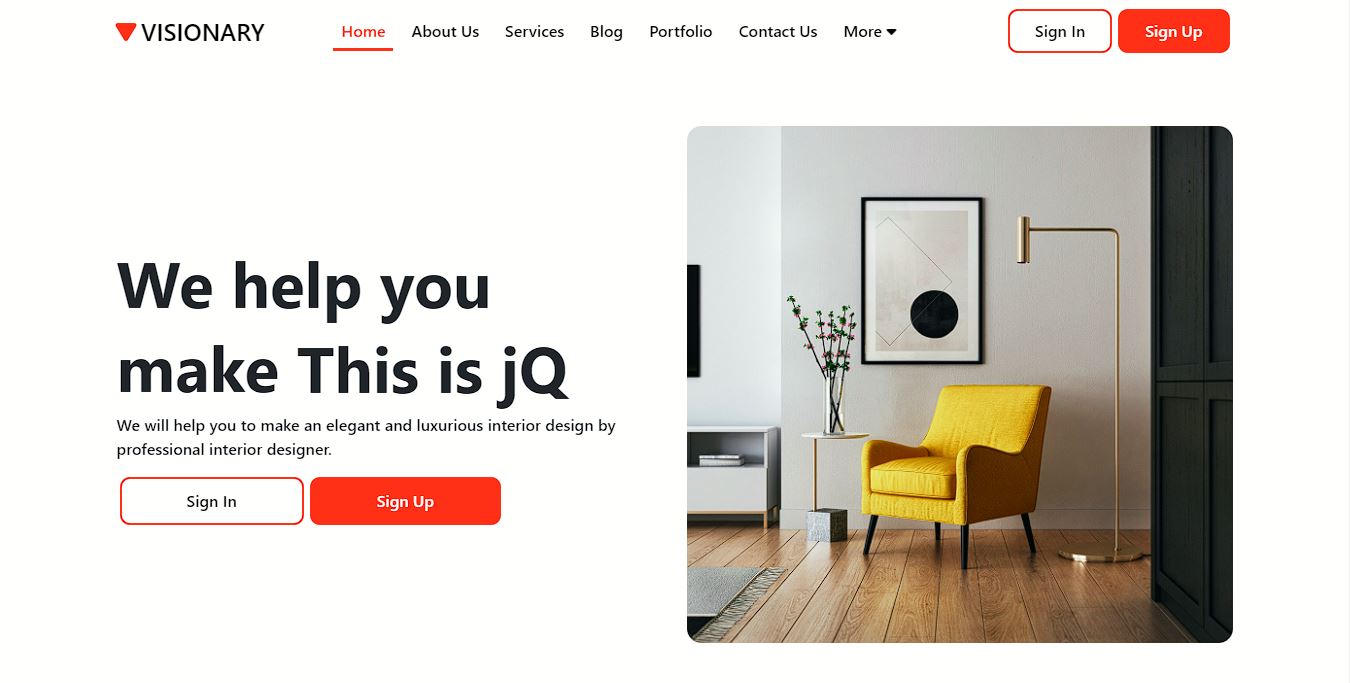 VISIONARY
Home
About Us
Services
Blog
Portfolio
Contact Us
More
Sign In
Sign Up
We help you
make This is jQ
We will help you to make an elegant and luxurious interior design by
professional interior designer.
Sign In
Sign Up